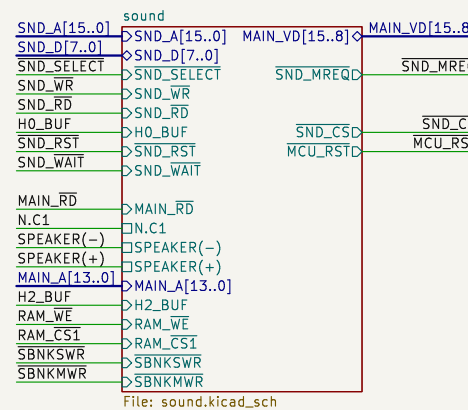 sound
SND_A[15..0] SND_A[15..0] MAIN_VD[15..8] MAIN_VD[15..8
SND_D[7..0] SND_D[7..0]
SND_SELECT SND_SELECT SND_MREQ SND_MRE
SND_WR SND_WR
SND_RD SND_RD
H0_BUF H0_BUF SND_CS SND_C
SND_RST SND_RST MCU_RST MCU_RS
SND_WAIT SND_WAIT
MAIN_RD MAIN_RD
N.C1 N.C1
SPEAKER(-) SPEAKER(-)
SPEAKER(+) SPEAKER(+)
MAIN_A[13..0] MAIN_A[13..0]
H2_BUF H2_BUF
RAM_WE RAM_WE
RAM_CS1 RAM_CS1
SBNKSWR SBNKSWR
SBNKMWR SBNKMWR
File: sound.kicad_sch